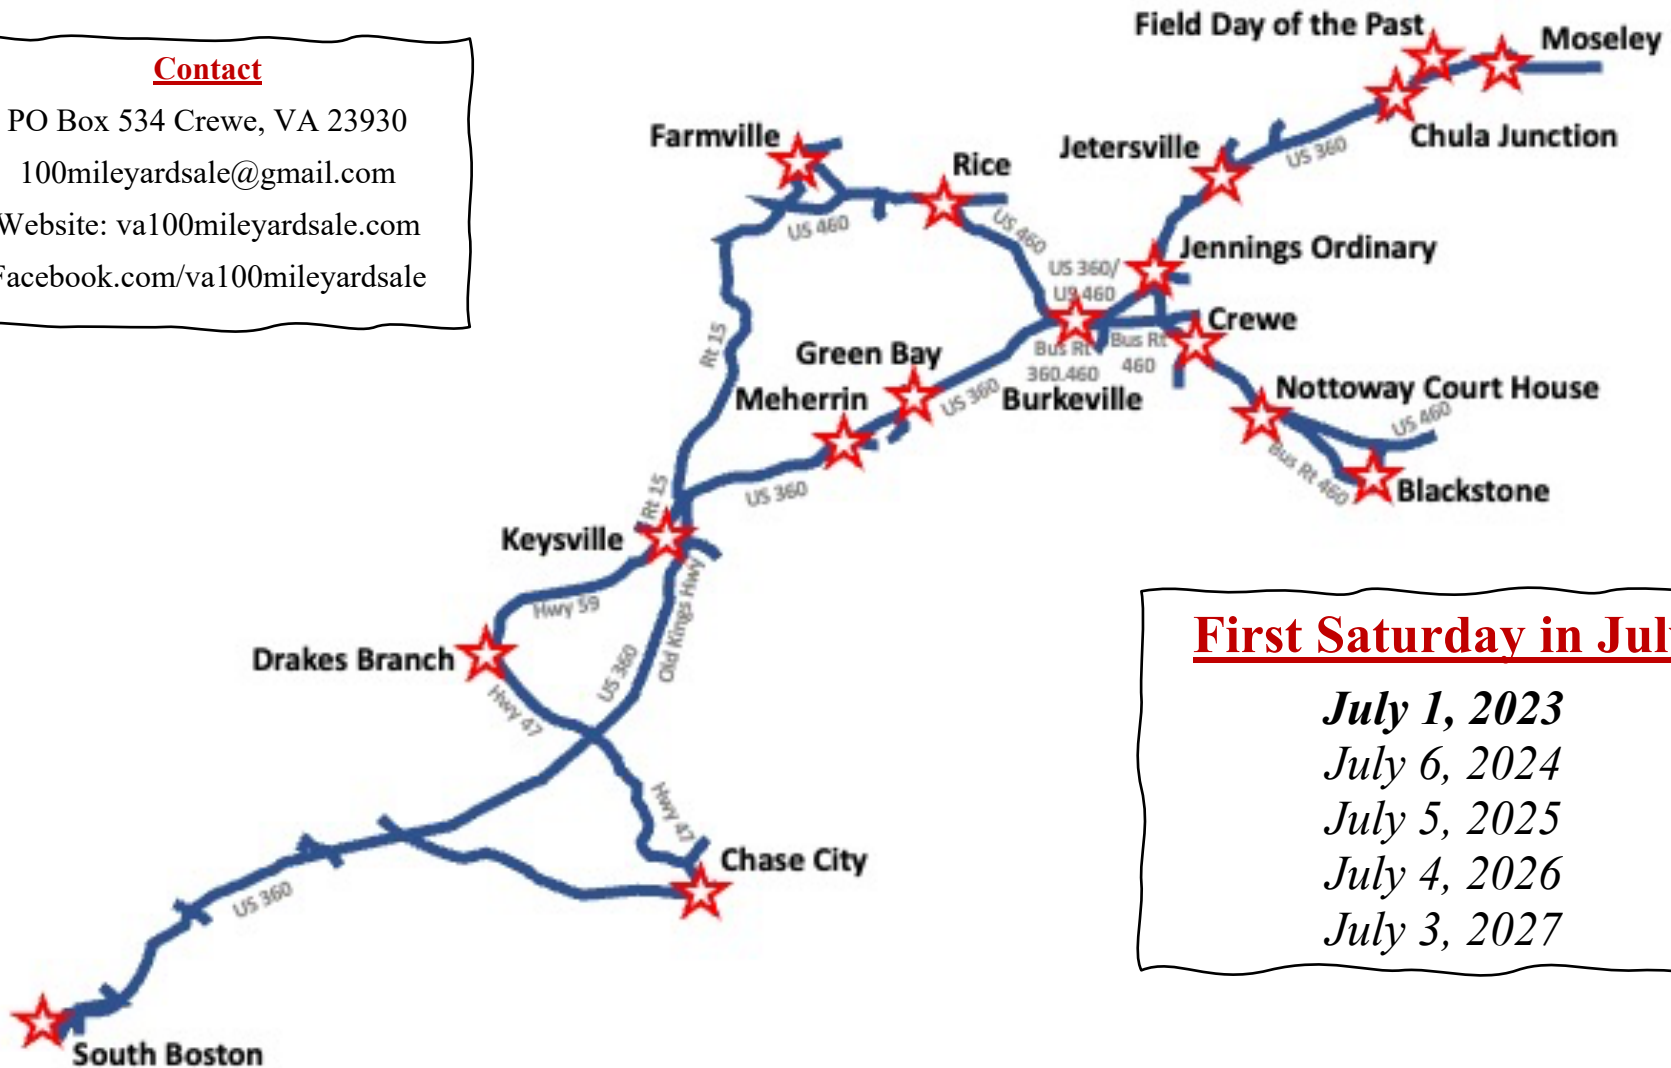 Contact
PO Box 534 Crewe, VA 23930
100mileyardsale@gmail.com
Website: va100mileyardsale.com
Facebook.com/va100mileyardsale
Field Day of the Past
Moseley
Chula Junction
US 360
Jetersville
Farmville
Rice
US 460
US 460
Jennings Ordinary
US 360/
US 460
Crewe
Bus Rt
360.460
Bus Rt
460
Burkeville
Rt 15
Green Bay
Meherrin
US 360
Nottoway Court House
US 460
Bus Rt 460
Blackstone
US 360
Rt 15
Keysville
Hwy 59
Old Kings Hwy
US 360
Drakes Branch
Hwy 47
Hwy 47
Chase City
US 360
South Boston
First Saturday in July
July 1, 2023
July 6, 2024
July 5, 2025
July 4, 2026
July 3, 2027